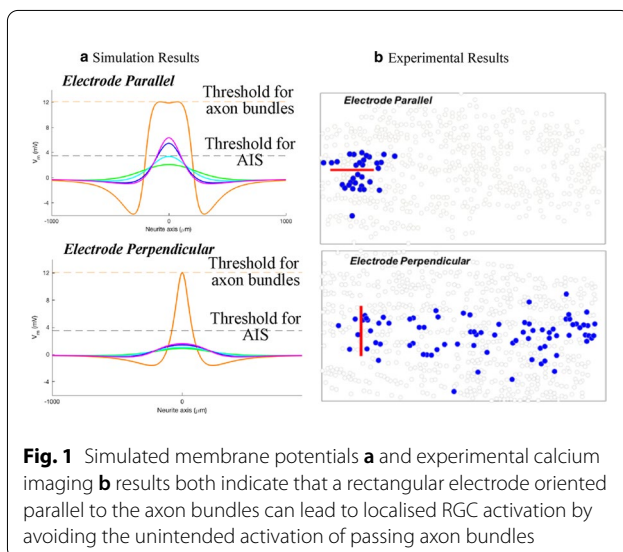 a Simulation Results
Electrode Parallel
Threshold for
axon bundles
Threshold for
AIS
12
8
4
0
-4
Vm (mV)
-1000
0
1000
Neurite axis (μm)
Electrode Perpendicular
Threshold for
axon bundles
Threshold for
AIS
12
8
4
0
-4
Vm (mV)
-1000
0
Neurite axis (μm)
b Experimental Results
Electrode Parallel
Electrode Perpendicular
Fig. 1 Simulated membrane potentials a and experimental calcium
imaging b results both indicate that a rectangular electrode oriented
parallel to the axon bundles can lead to localised RGC activation by
avoiding the unintended activation of passing axon bundles